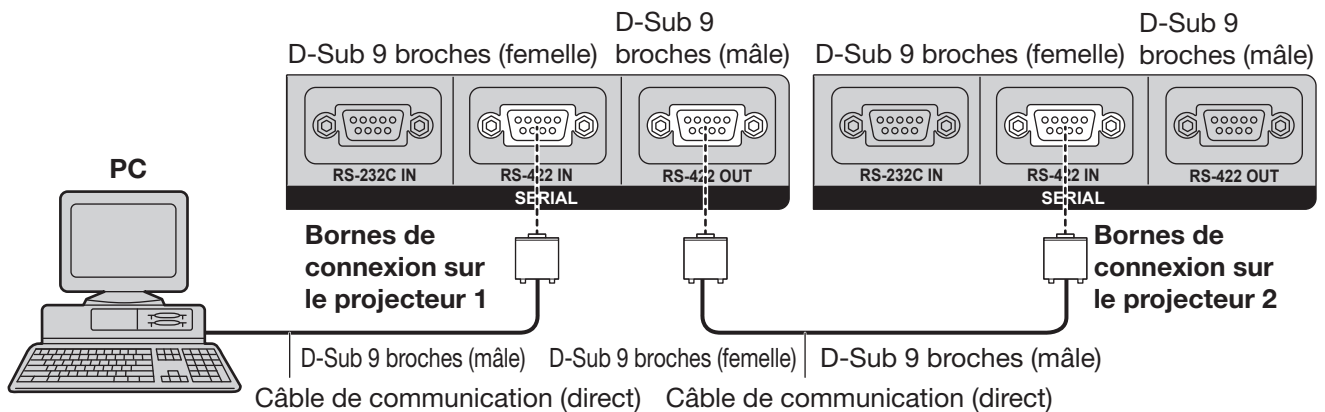 D-Sub 9 broches (femelle)
D-Sub 9
broches (mâle)
D-Sub 9 broches (femelle)
D-Sub 9
broches (mâle)
RS-232C IN
RS-422 IN
RS-422 OUT
SERIAL
RS-232C IN
RS-422 IN
RS-422 OUT
SERIAL
PC
Bornes de
connexion sur
le projecteur 1
Bornes de
connexion sur
le projecteur 2
D-Sub 9 broches (mâle)
D-Sub 9 broches (femelle)
D-Sub 9 broches (mâle)
Câble de communication (direct)
Câble de communication (direct)